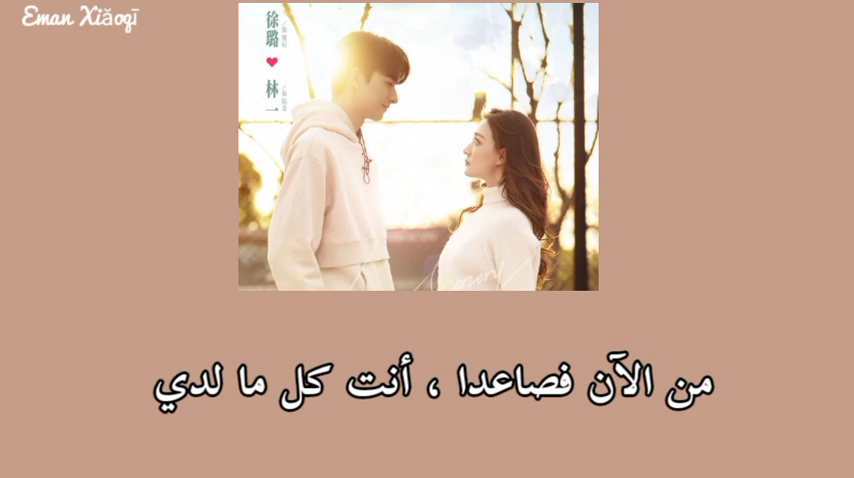 Eman Xiǎoqī
徐璐
林一
من الآن فصاعدا ، أنت كل ما لدي